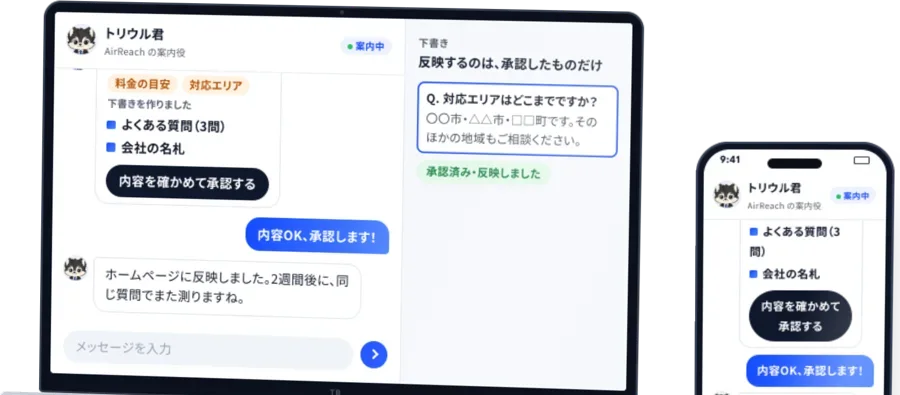 トリウル君
AirReach の案内役
案内中
料金の目安
対応エリア
下書きを作りました
よくある質問(3問)
会社の名札
内容を確かめて承認する
内容OK、承認します!
ホームページに反映しました。2週間後に、同
じ質問でまた測りますね。
メッセージを入力
下書き
反映するのは、承認したものだけ
Q. 対応エリアはどこまでですか?
〇〇市・△△市・□□町です。その
ほかの地域もご相談ください。
承認済み・反映しました
9:41
トリウル君
AirReach の案内役
案内中
よくある質問(3
問)
会社の名札
内容を確かめて
承認する
内容OK、承認します!